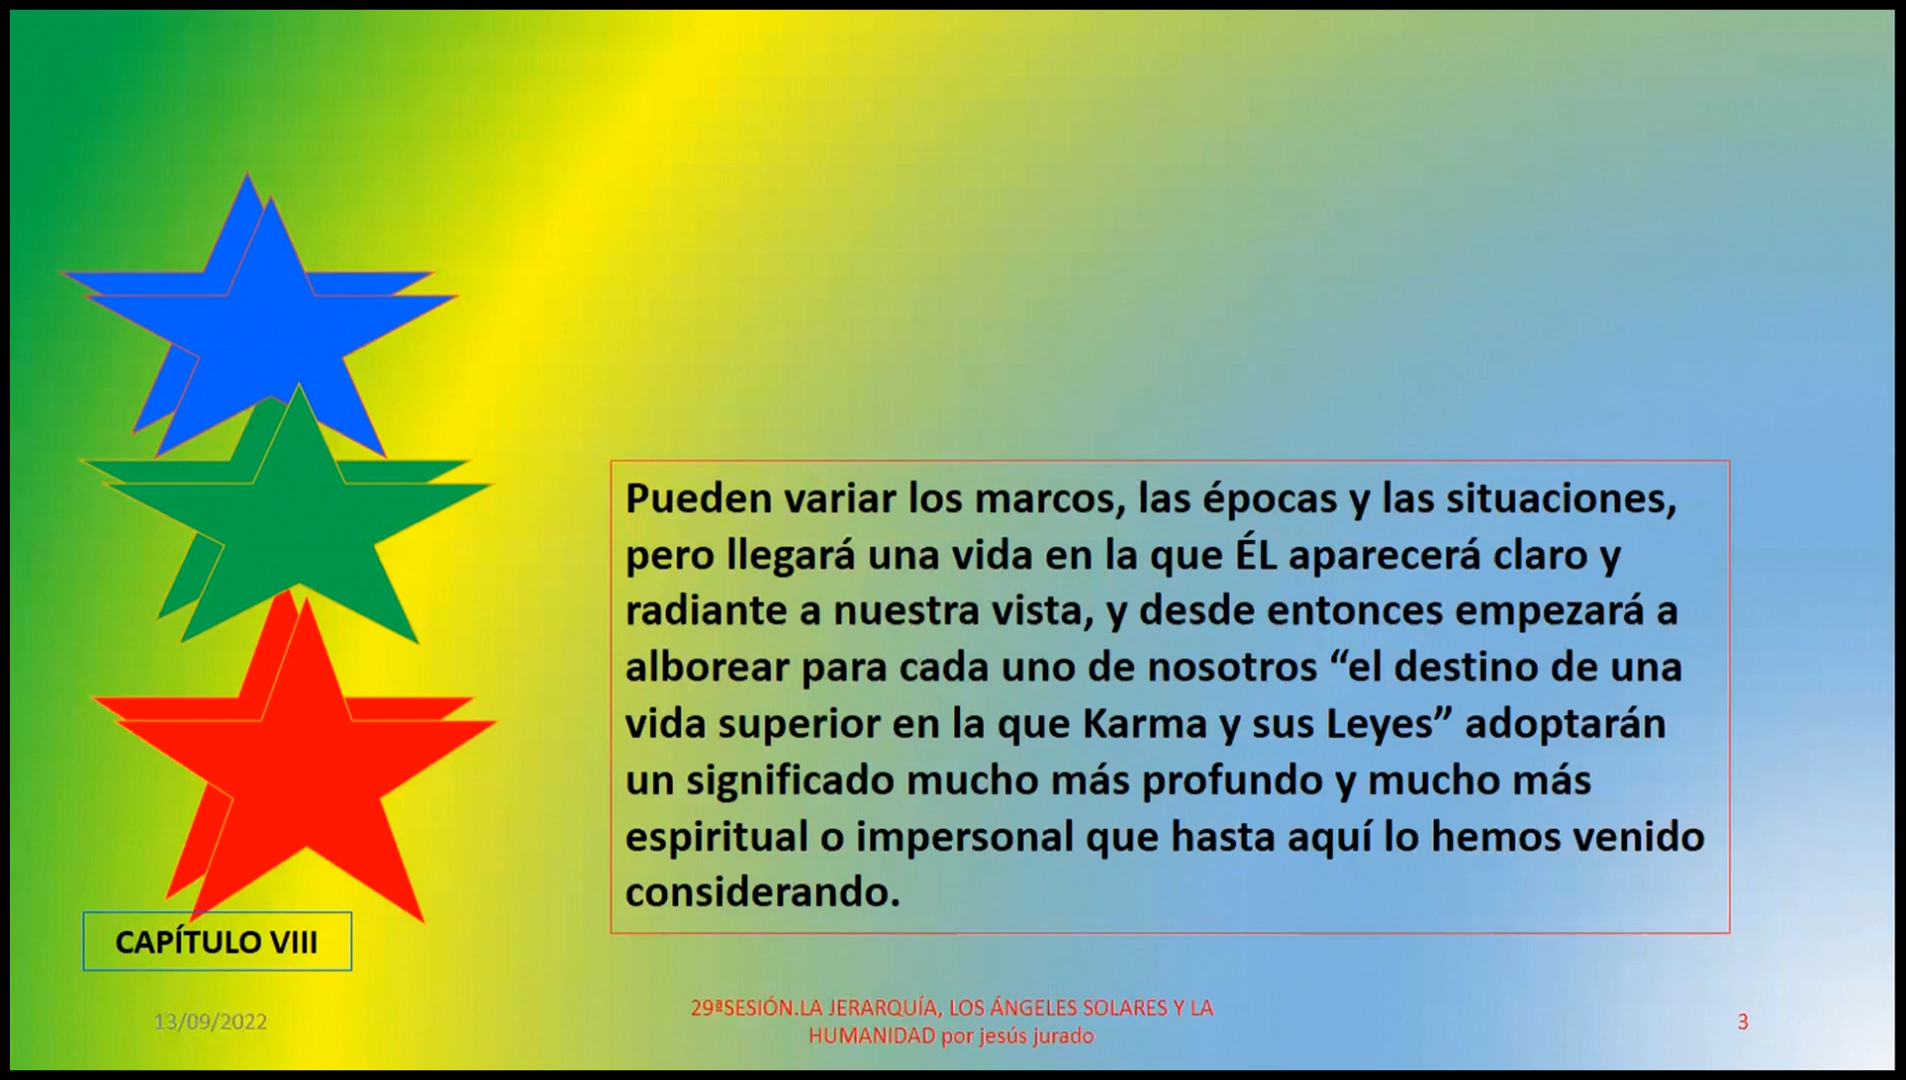 Pueden variar los marcos, las épocas y las situaciones,
pero llegará una vida en la que ÉL aparecerá claro y
radiante a nuestra vista, y desde entonces empezará a
alborear para cada uno de nosotros “el destino de una
vida superior en la que Karma y sus Leyes” adoptarán
un significado mucho más profundo y mucho más
espiritual o impersonal que hasta aquí lo hemos venido
considerando.
CAPÍTULO VIII
13/09/2022
29ªSESIÓN.LA JERARQUÍA, LOS ÁNGELES SOLARES Y LA
HUMANIDAD por jesús jurado
3